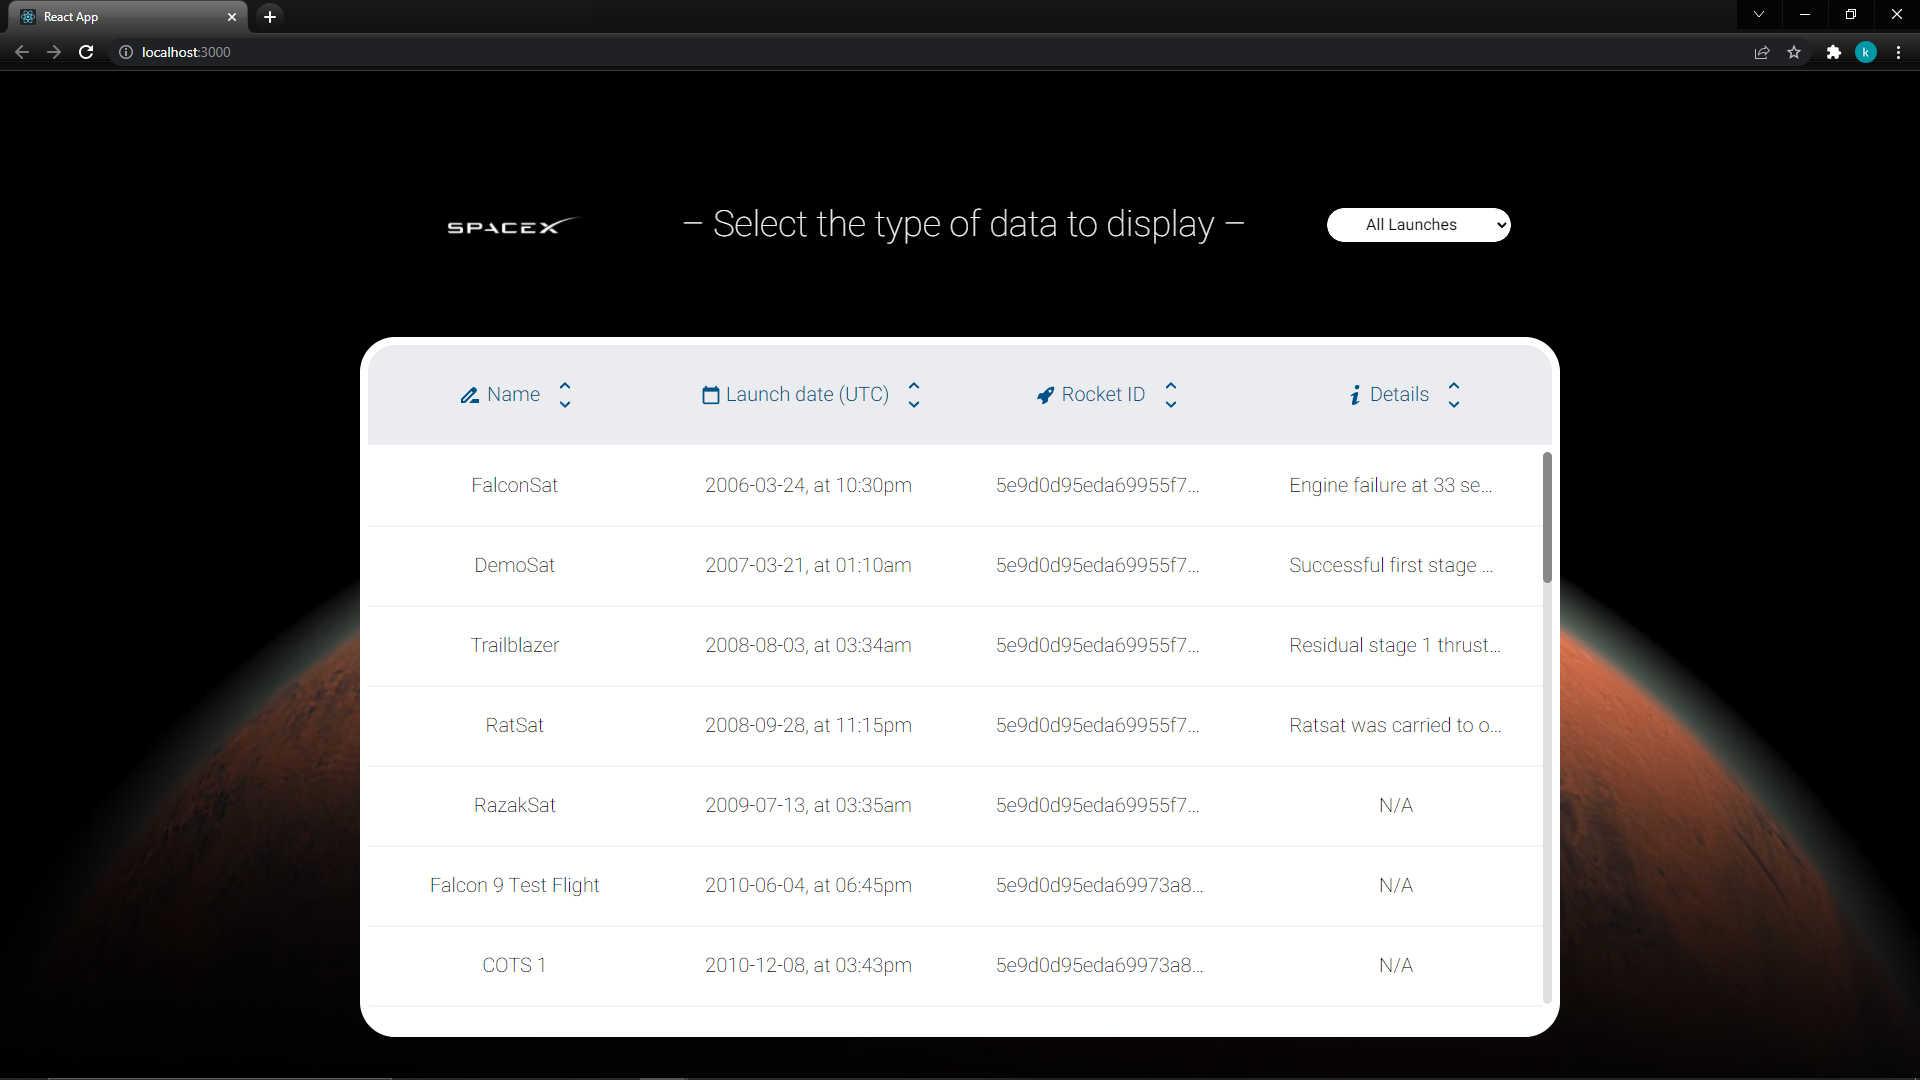 React App
localhost:3000
k
SPACEX
– Select the type of data to display –
All Launches
Name Launch date (UTC) Rocket ID Details
FalconSat 2006-03-24, at 10:30pm 5e9d0d95eda69955f7... Engine failure at 33 se...
DemoSat 2007-03-21, at 01:10am 5e9d0d95eda69955f7... Successful first stage ...
Trailblazer 2008-08-03, at 03:34am 5e9d0d95eda69955f7... Residual stage 1 thrust...
RatSat 2008-09-28, at 11:15pm 5e9d0d95eda69955f7... Ratsat was carried to o...
RazakSat 2009-07-13, at 03:35am 5e9d0d95eda69955f7... N/A
Falcon 9 Test Flight 2010-06-04, at 06:45pm 5e9d0d95eda69973a8... N/A
COTS 1 2010-12-08, at 03:43pm 5e9d0d95eda69973a8... N/A